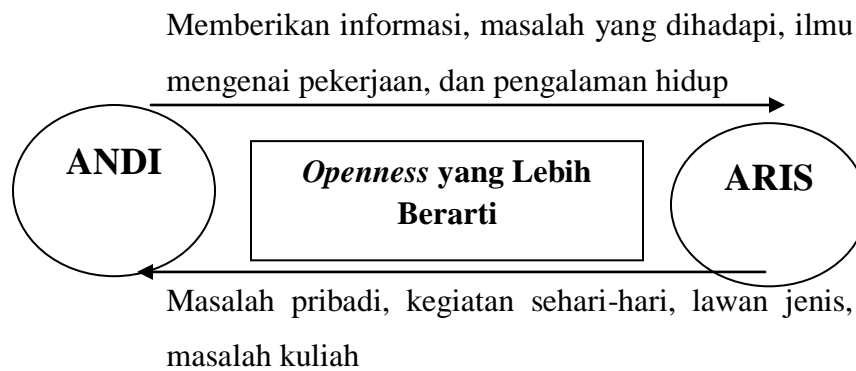 Memberikan informasi, masalah yang dihadapi, ilmu
mengenai pekerjaan, dan pengalaman hidup
ANDI
Openness yang Lebih
Berarti
ARIS
Masalah pribadi, kegiatan sehari-hari, lawan jenis,
masalah kuliah